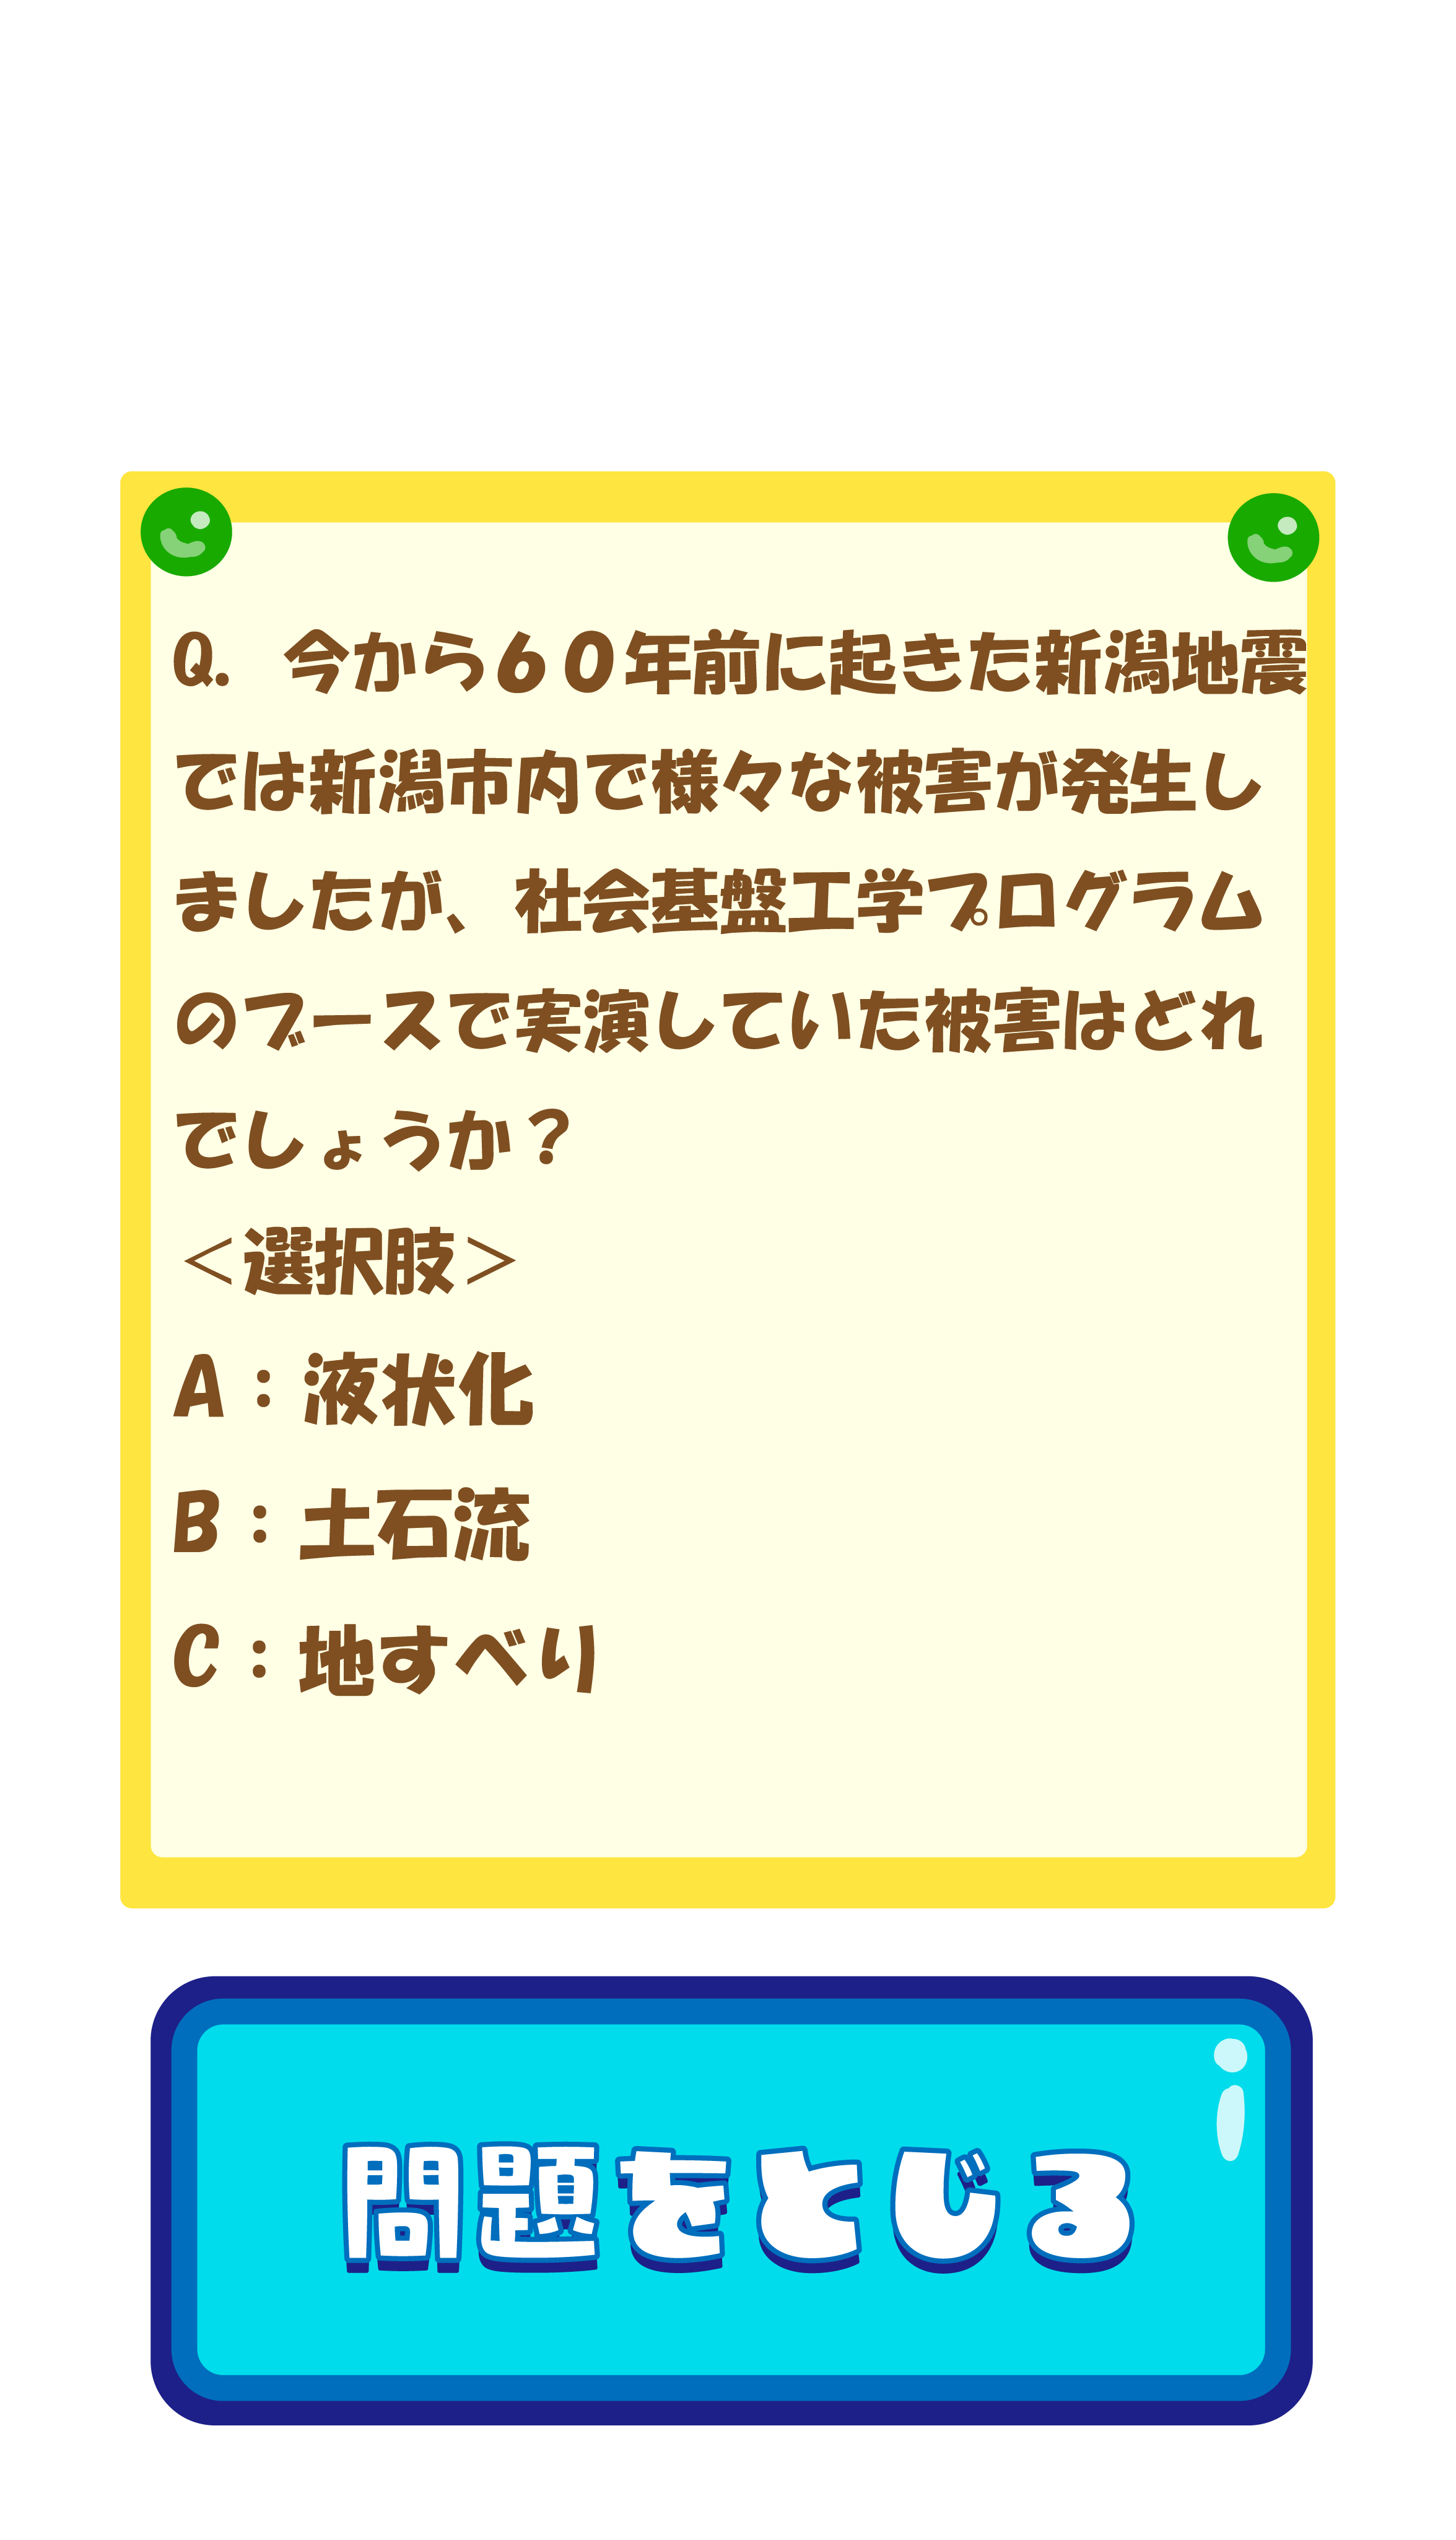 Q. 今から60年前に起きた新潟地震
では新潟市内で様々な被害が発生し
ましたが、社会基盤工学プログラム
のブースで実演していた被害はどれ
でしょうか？
＜選択肢＞
A：液状化
B：土石流
C：地すべり
問題をとじる